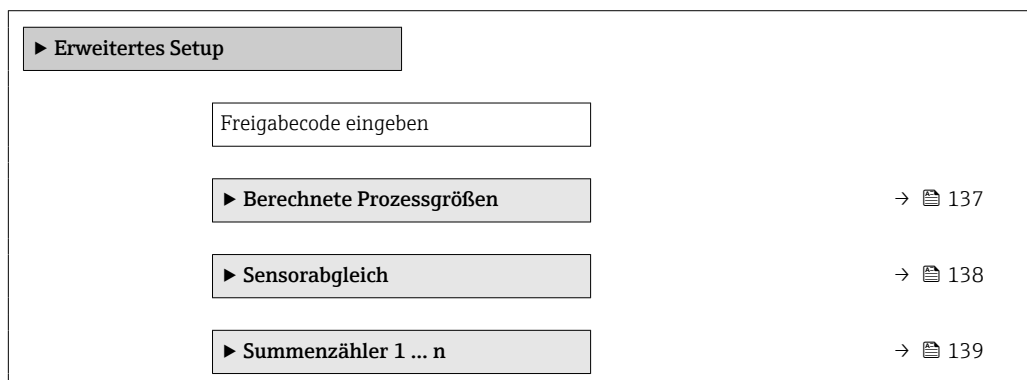 ▶ Erweitertes Setup
Freigabecode eingeben
▶ Berechnete Prozessgrößen → 137
▶ Sensorabgleich → 138
▶ Summenzähler 1 … n → 139